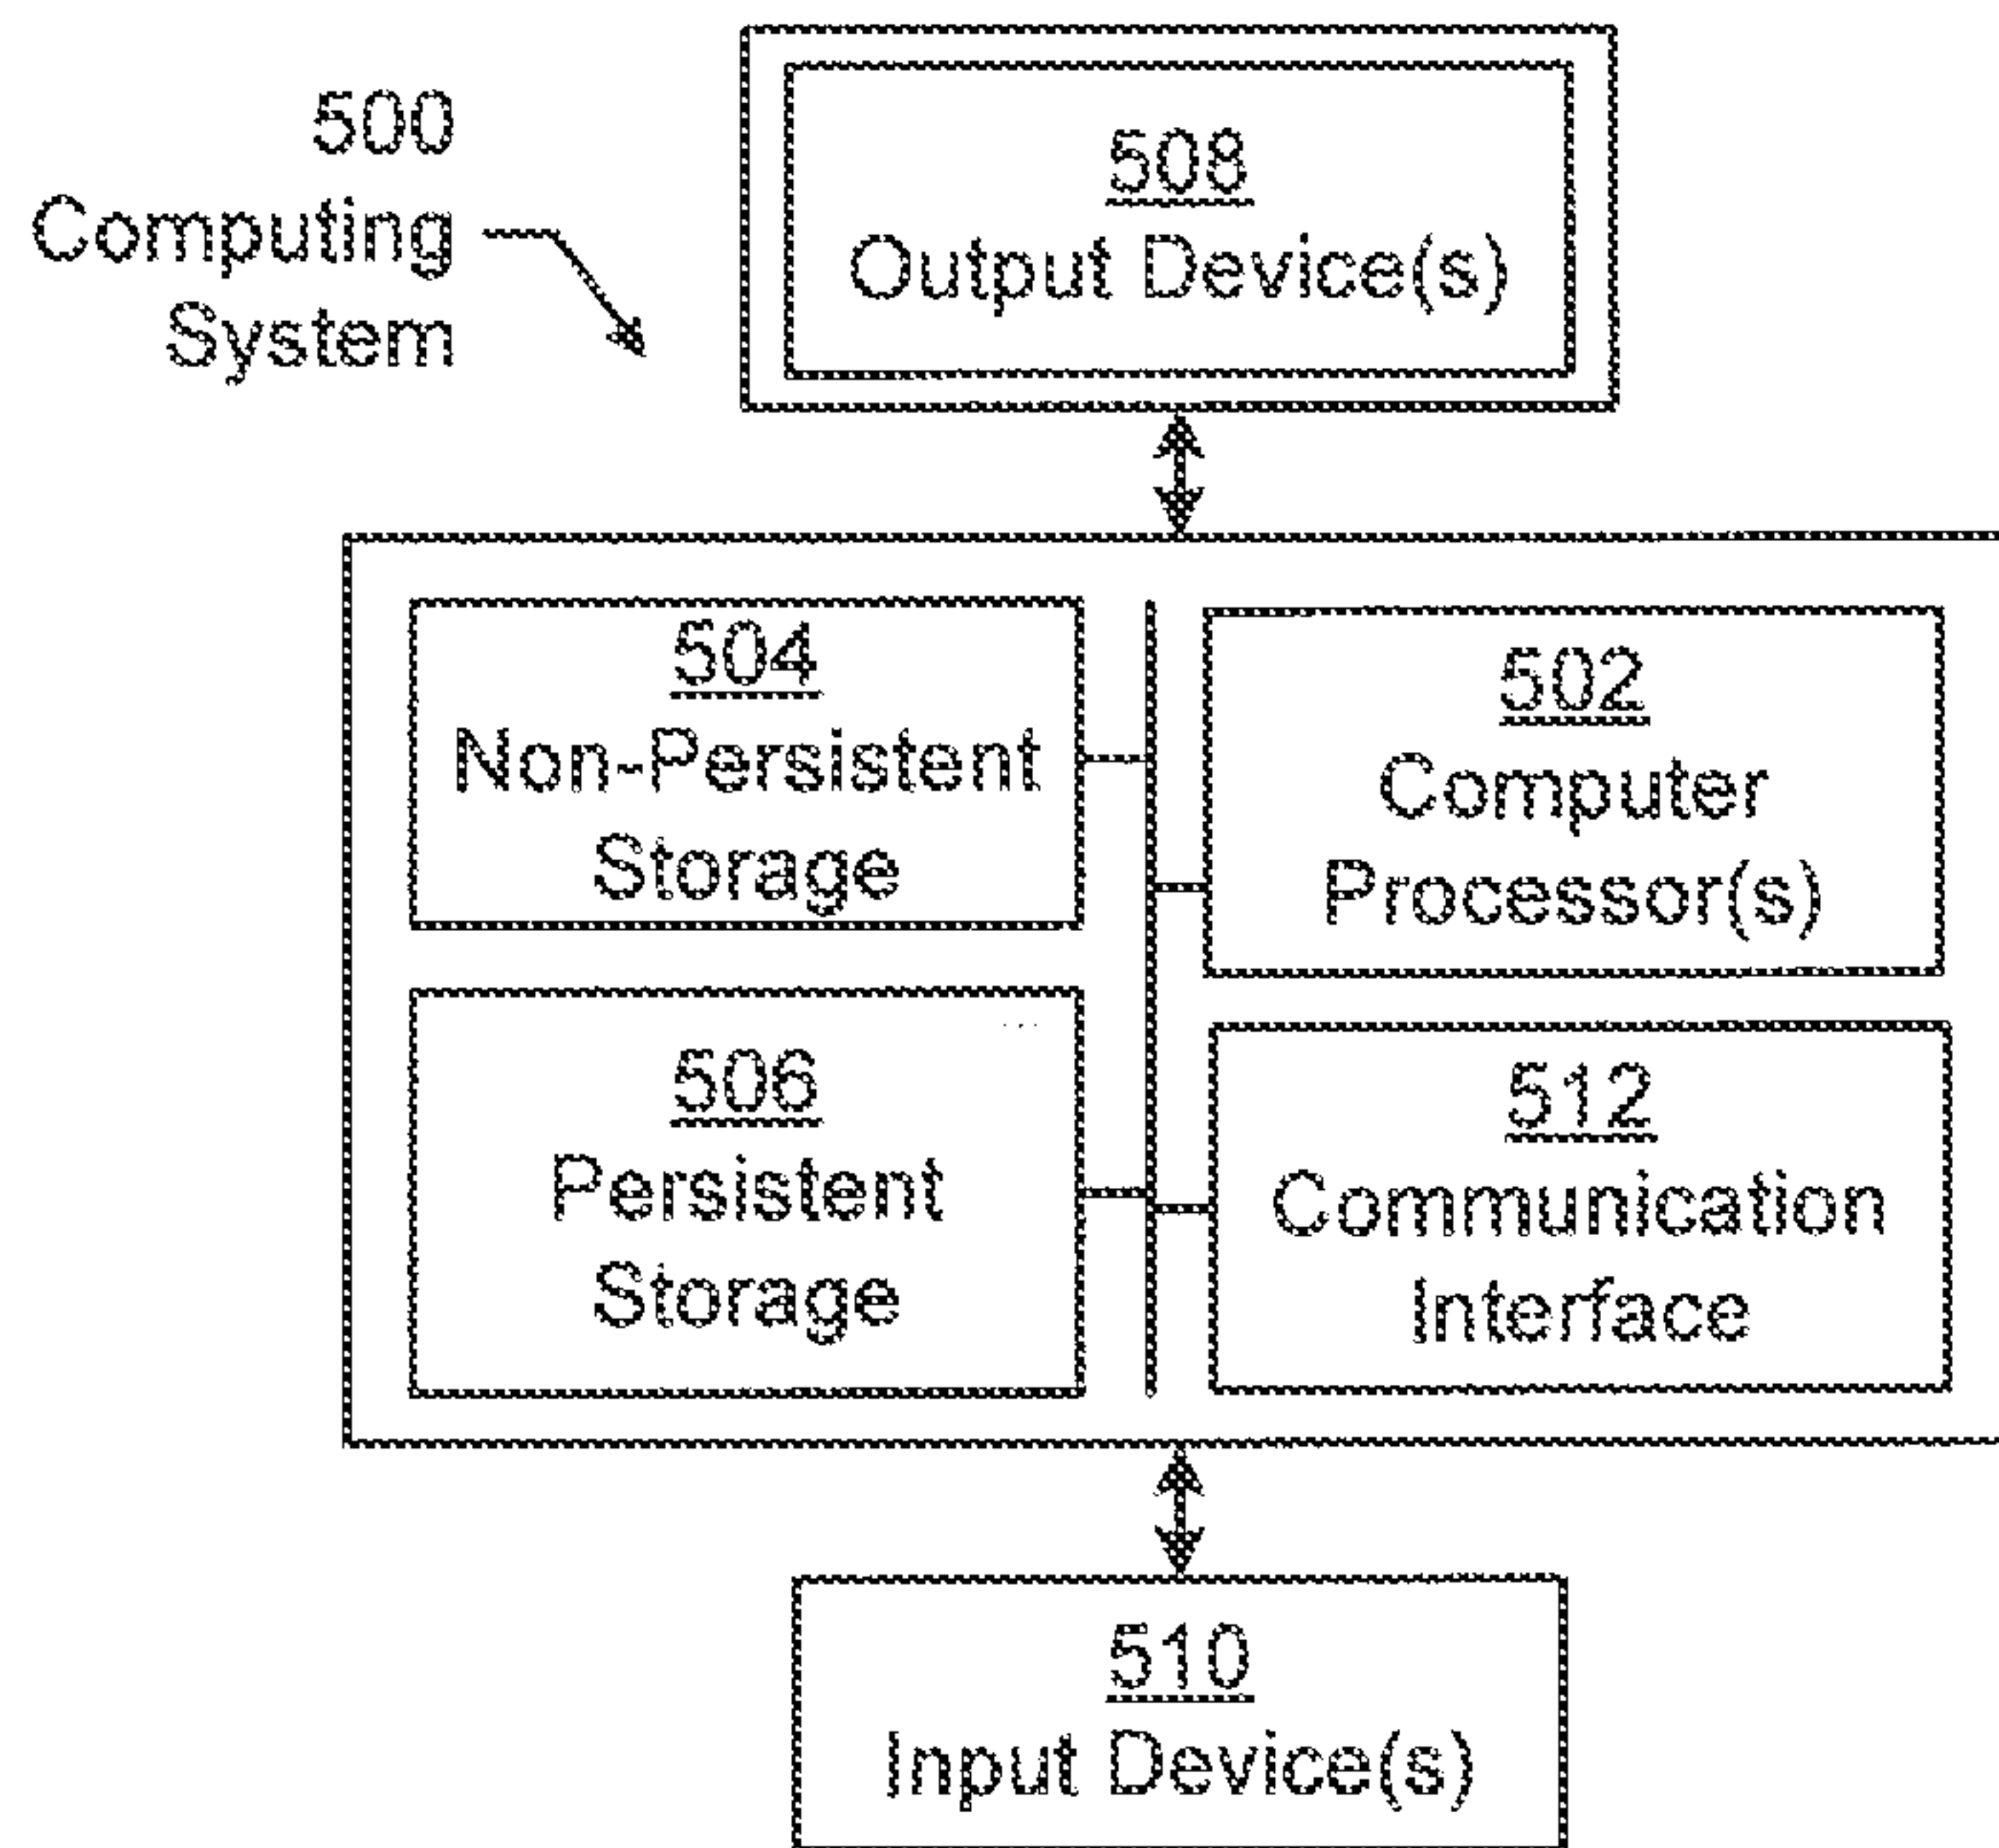 500
Computing
System
508
Output Device(s)
504
Non-Persistent
Storage
502
Computer
Processor(s)
506
Persistent
Storage
512
Communication
Interface
510
Input Device(s)